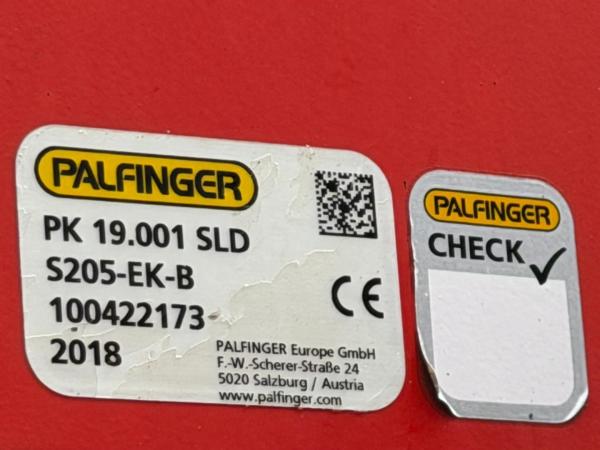 PALFINGER
PK 19.001 SLD
S205-EK-B
100422173
2018
CE
PALFINGER Europe GmbH
F.-W.-Scherer-Straße 24
5020 Salzburg / Austria
www.palfinger.com
PALFINGER
CHECK